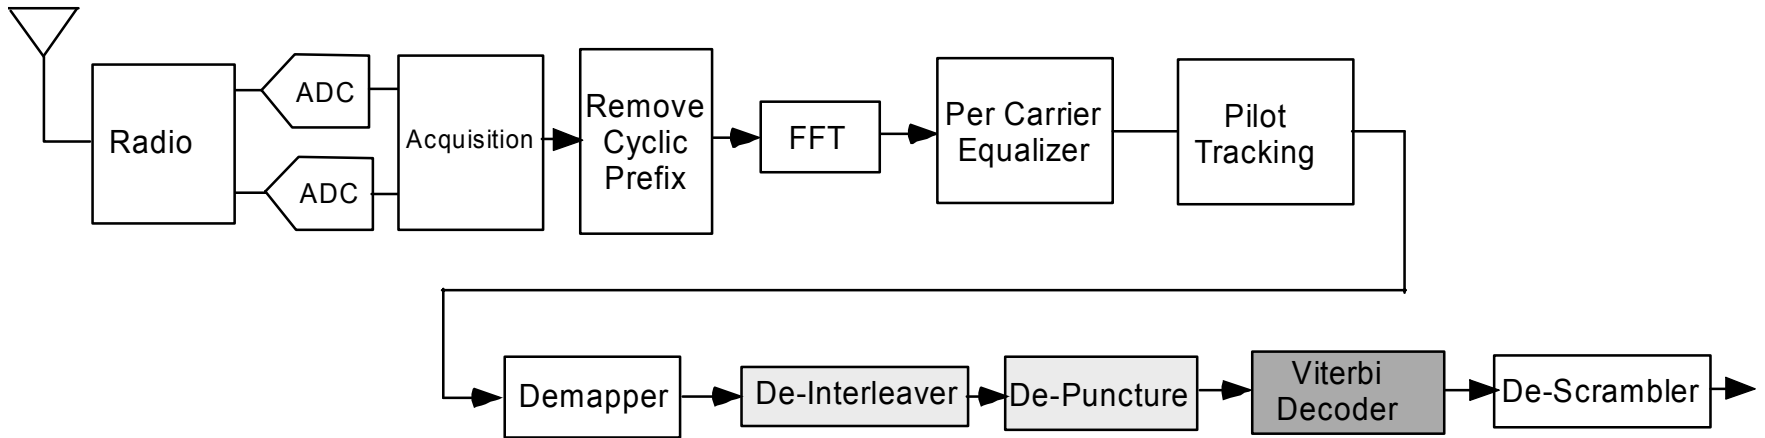 Radio
ADC
ADC
Acquisition
Remove
Cyclic
Prefix
FFT
Per Carrier
Equalizer
Pilot
Tracking
Demapper
De-Interleaver
De-Puncture
Viterbi
Decoder
De-Scrambler